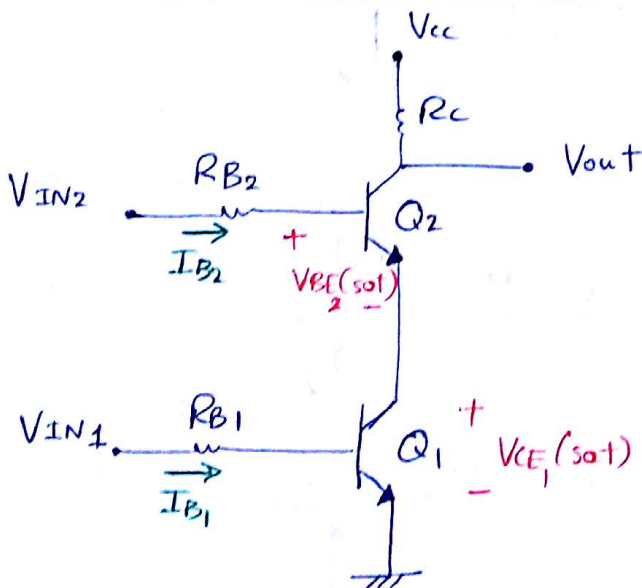 Vcc
Rc
Vout
RB2
VIN2
Q2
IB2
+
VBE2(sat)
-
RB1
VIN1
Q1
+
VCE1(sat)
-
IB1